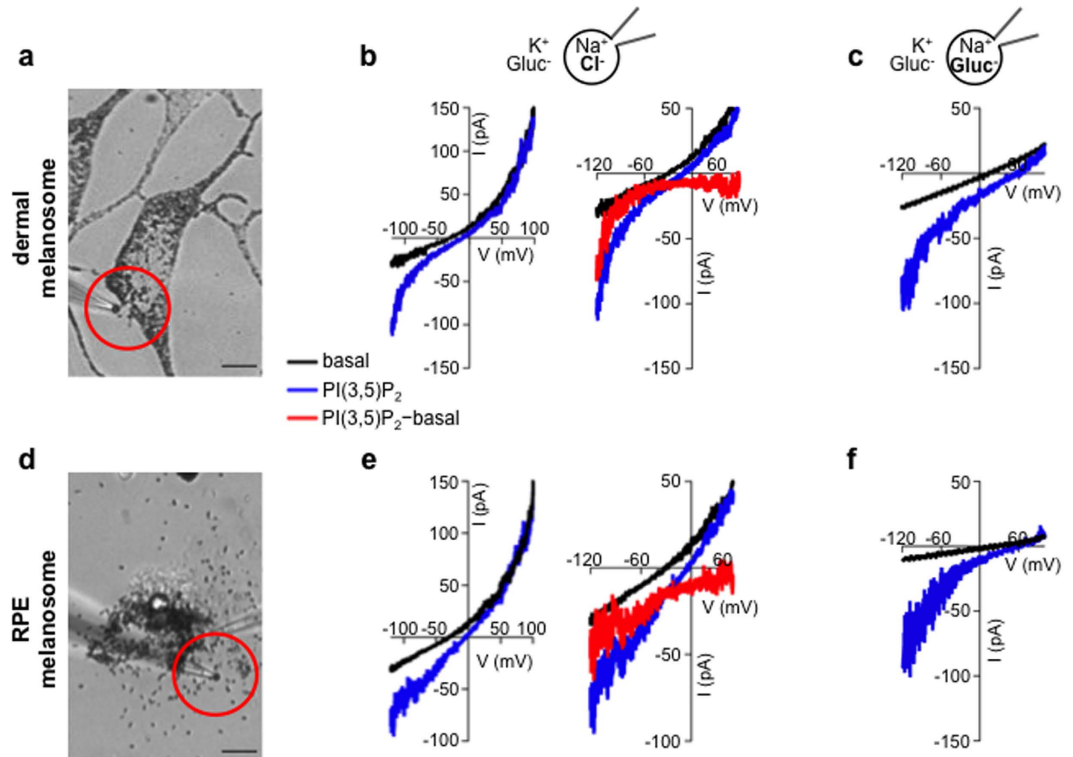 a
b
K+
Gluc-
Na+
Cl-
c
K+
Gluc-
Na+
Gluc-
dermal
melanosome
150
100
50
-50
-100
-150
-100
-50
50
100
I (pA)
V (mV)
50
-50
-100
-150
-120
-60
60
V (mV)
I (pA)
50
-50
-100
-150
-120
-60
60
V (mV)
I (pA)
basal
PI(3,5)P2
PI(3,5)P2−basal
d
e
f
RPE
melanosome
150
100
50
-50
-100
-100
-50
50
100
I (pA)
V (mV)
50
-50
-100
-120
-60
60
I (pA)
V (mV)
50
-50
-100
-150
-120
-60
60
V (mV)
I (pA)